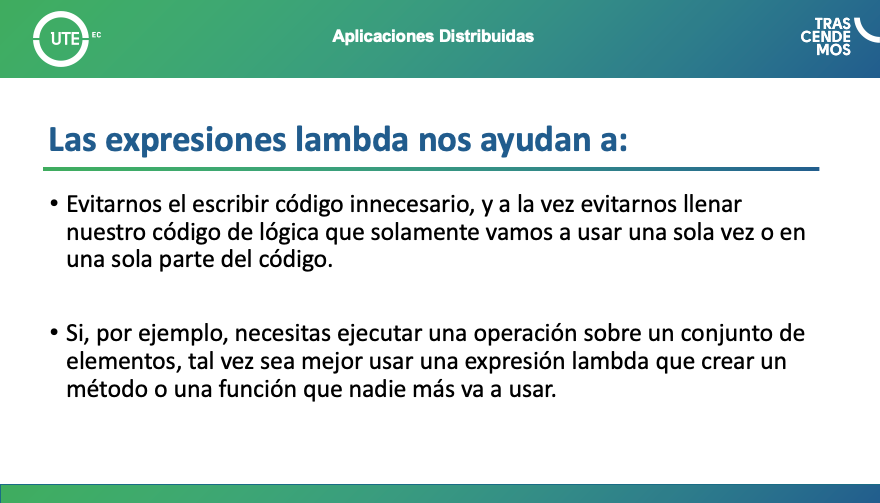 UTE EC
Aplicaciones Distribuidas
TRAS
CENDE
MOS
Las expresiones lambda nos ayudan a:
• Evitarnos el escribir código innecesario, y a la vez evitarnos llenar
nuestro código de lógica que solamente vamos a usar una sola vez o en
una sola parte del código.
• Si, por ejemplo, necesitas ejecutar una operación sobre un conjunto de
elementos, tal vez sea mejor usar una expresión lambda que crear un
método o una función que nadie más va a usar.